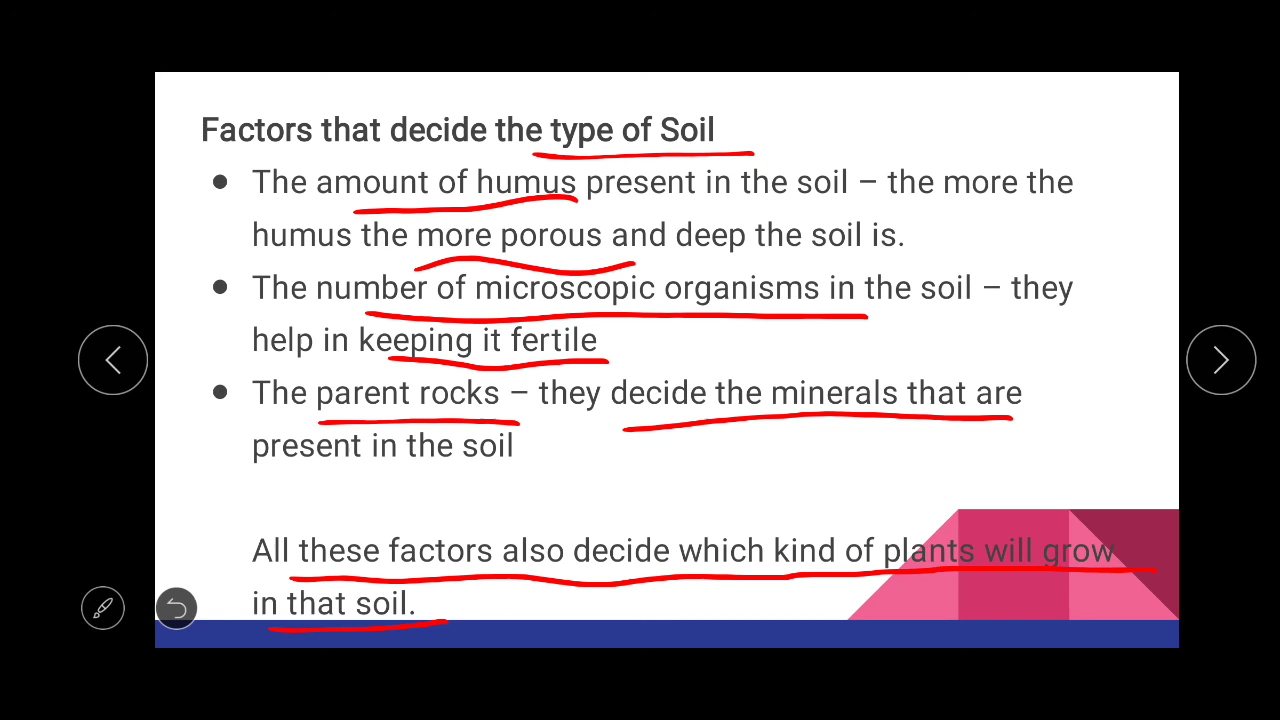 Factors that decide the type of Soil
● The amount of humus present in the soil – the more the
humus the more porous and deep the soil is.
● The number of microscopic organisms in the soil – they
help in keeping it fertile
● The parent rocks – they decide the minerals that are
present in the soil
All these factors also decide which kind of plants will grow
in that soil.